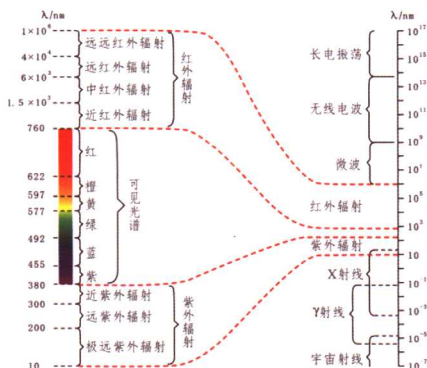 λ/nm
1×10⁶
远远红外辐射
4×10⁴
远红外辐射
6×10³
中红外辐射
1.5×10³
近红外辐射
760
红外辐射
红
622
橙
597
黄
577
绿
492
蓝
455
紫
380
可见光谱
近紫外辐射
300
远紫外辐射
200
极远紫外辐射
10
紫外辐射
λ/nm
10¹⁷
长电振荡
10¹⁵
10¹³
无线电波
10¹¹
10⁹
微波
10⁷
10⁵
红外辐射
10³
紫外辐射
10
X射线
10⁻¹
γ射线
10⁻³
10⁻⁵
宇宙射线
10⁻⁷